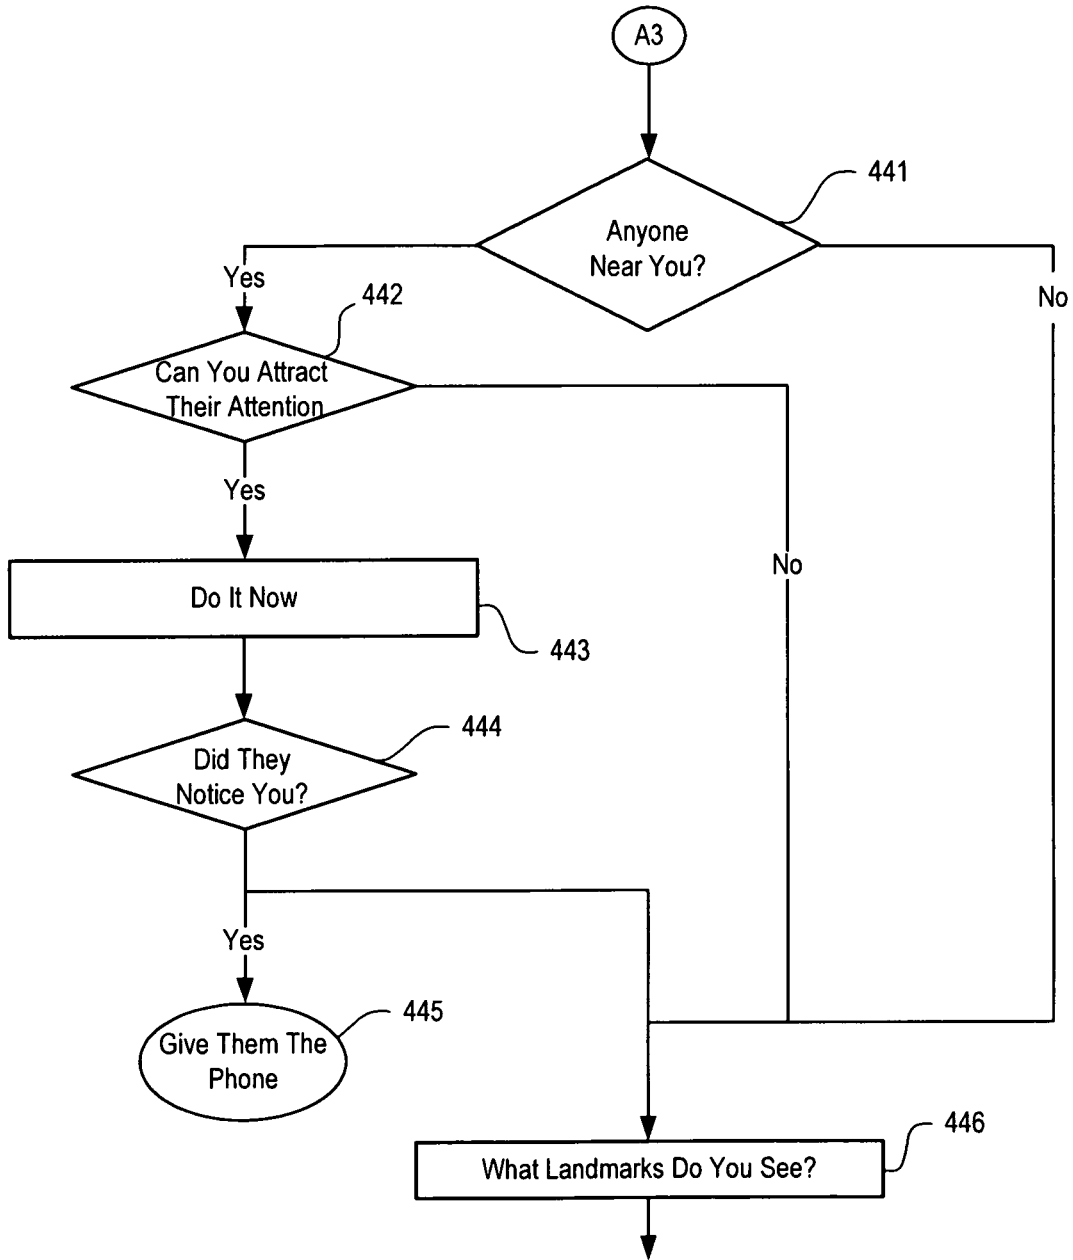 A3
441
Anyone
Near You?
Yes
No
442
Can You Attract
Their Attention
Yes
No
Do It Now
443
444
Did They
Notice You?
Yes
445
Give Them The
Phone
446
What Landmarks Do You See?